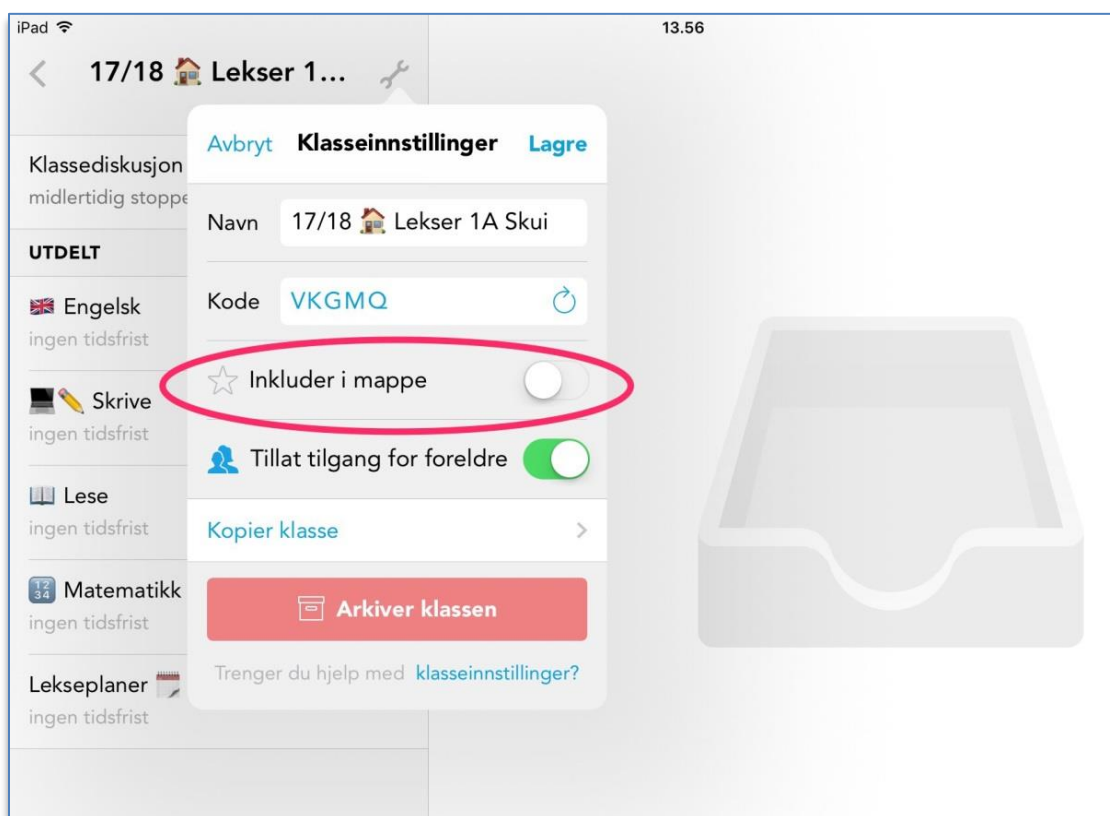 iPad
13.56
17/18 🏠 Lekser 1...
Avbryt Klasseinnstillinger Lagre
Klassediskusjon
midlertidig stoppe
Navn 17/18 🏠 Lekser 1A Skui
UTDELT
Kode VKGMQ
🇬🇧 Engelsk
ingen tidsfrist
Inkluder i mappe
💻✏️ Skrive
ingen tidsfrist
Tillat tilgang for foreldre
📖 Lese
ingen tidsfrist
Kopier klasse
🔢 Matematikk
ingen tidsfrist
Arkiver klassen
Trenger du hjelp med klasseinnstillinger?
Lekseplaner 🗓
ingen tidsfrist